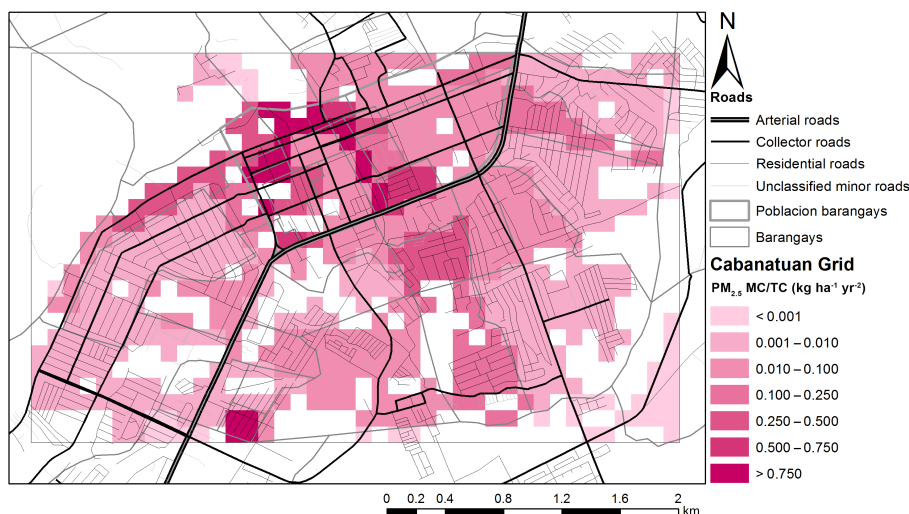 N
Roads
Arterial roads
Collector roads
Residential roads
Unclassified minor roads
Poblacion barangays
Barangays
Cabanatuan Grid
PM2.5 MC/TC (kg ha⁻¹ yr⁻²)
< 0.001
0.001 – 0.010
0.010 – 0.100
0.100 – 0.250
0.250 – 0.500
0.500 – 0.750
> 0.750
0 0.2 0.4 0.8 1.2 1.6 2
km